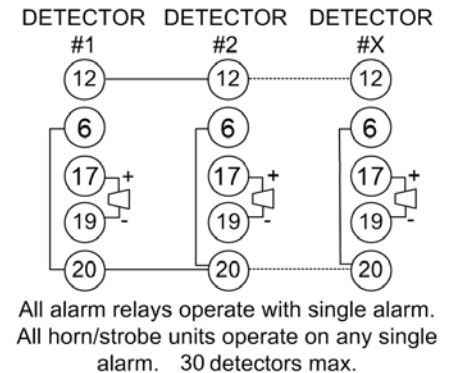 DETECTOR DETECTOR DETECTOR
#1 #2 #X
12 12 12
6 6 6
17 + 17 + 17 +
19 - 19 - 19 -
20 20 20
All alarm relays operate with single alarm.
All horn/strobe units operate on any single
alarm. 30 detectors max.